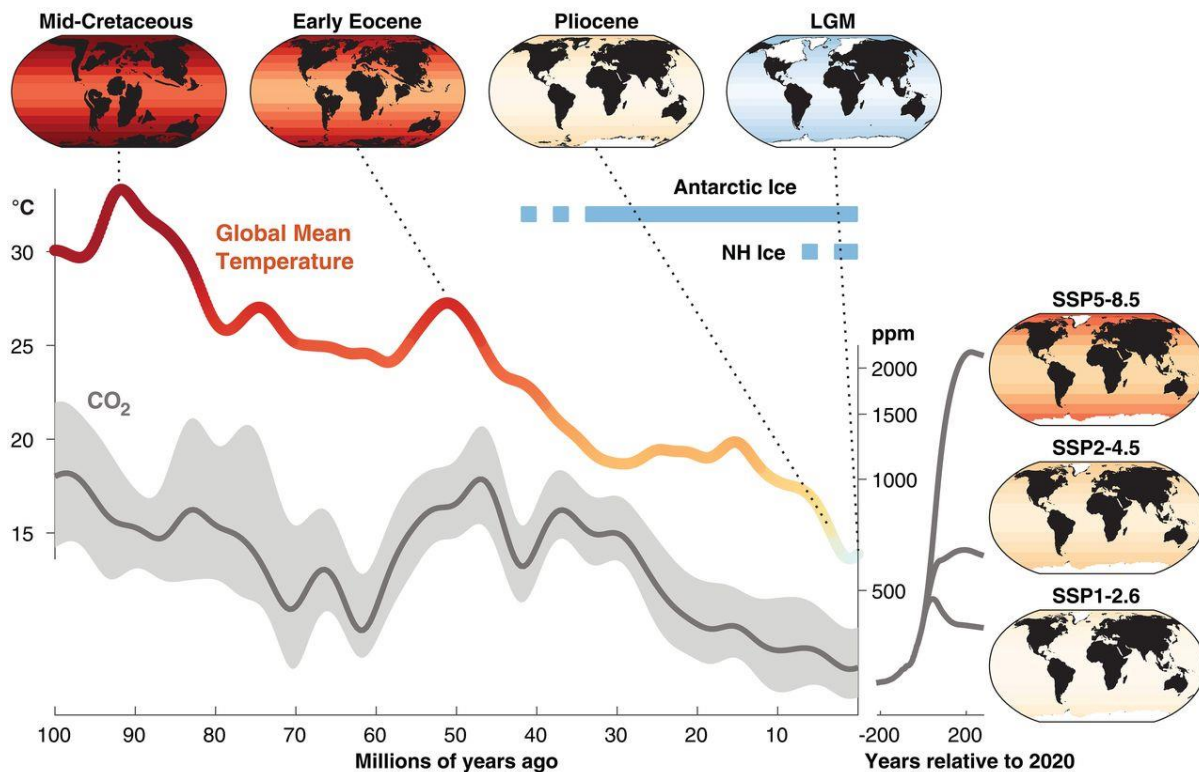 Mid-Cretaceous
Early Eocene
Pliocene
LGM
°C
30
25
20
15
Global Mean
Temperature
CO₂
Antarctic Ice
NH Ice
ppm
2000
1500
1000
500
SSP5-8.5
SSP2-4.5
SSP1-2.6
100
90
80
70
60
50
40
30
20
10
Millions of years ago
-200
200
Years relative to 2020